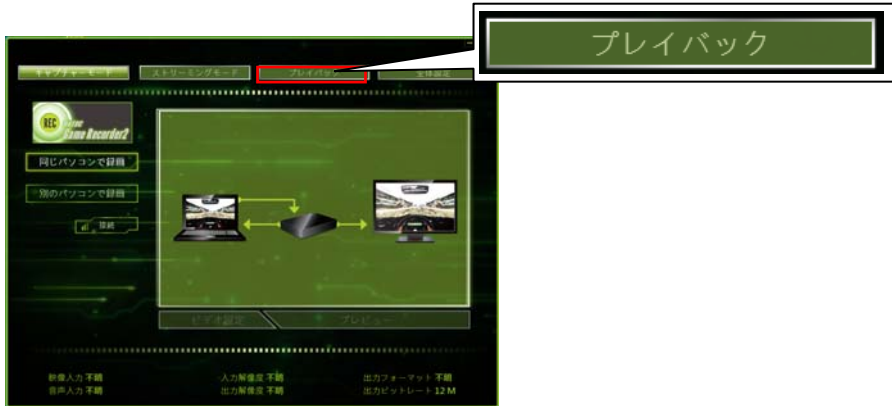 プレイバック
キャプチャーモード
ストリーミングモード
プレイバック
全体設定
REC
Game Recorder2
同じパソコンで録画
別のパソコンで録画
接続
ビデオ設定
プレビュー
映像入力 不明
入力解像度 不明
出力フォーマット 不明
音声入力 不明
出力解像度 不明
出力ビットレート 12 M